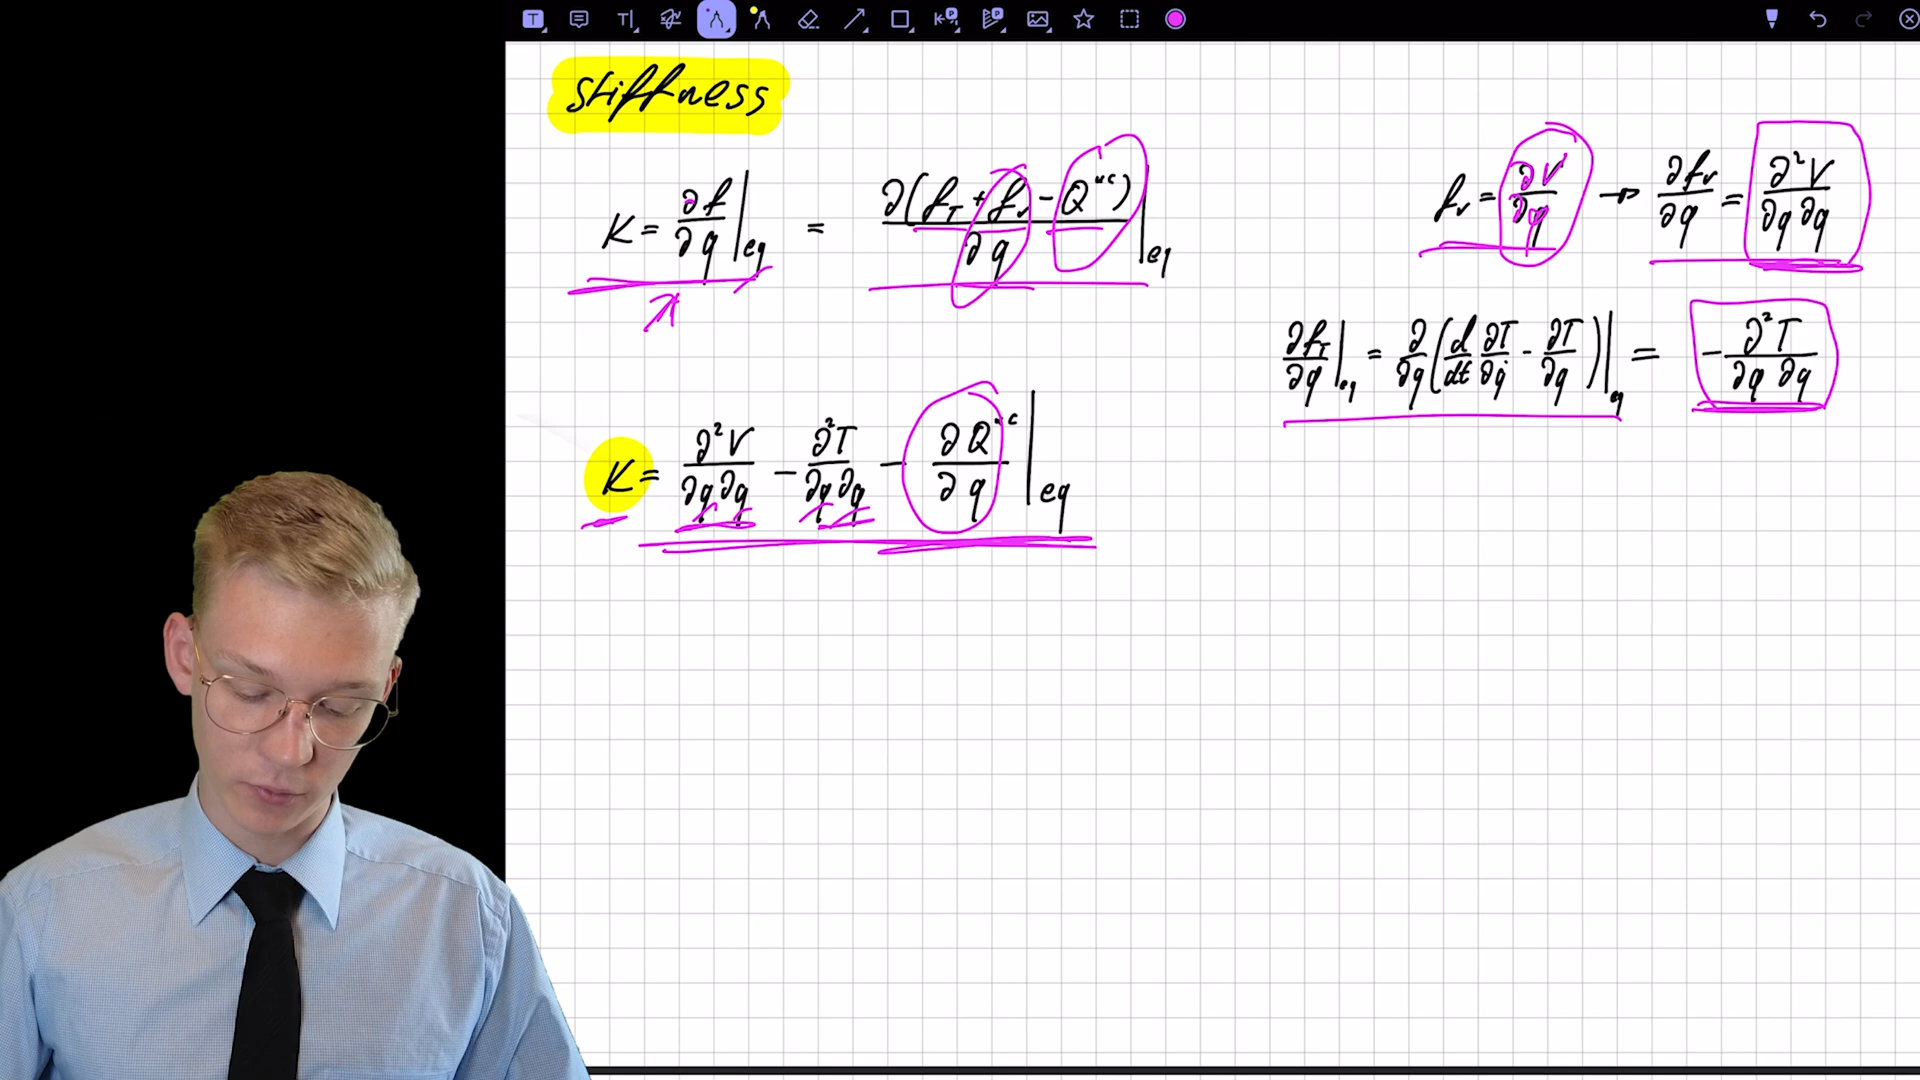 stiffness
K = ∂f/∂q |eq = ∂(f_T + f_v - Q^nc)/∂q |eq
f_v = ∂V/∂q → ∂f_v/∂q = ∂²V/∂q∂q
∂f_T/∂q |eq = ∂/∂q (d/dt ∂T/∂q̇ - ∂T/∂q) |eq = -∂²T/∂q∂q
K = ∂²V/∂q∂q - ∂²T/∂q∂q - ∂Q^nc/∂q |eq